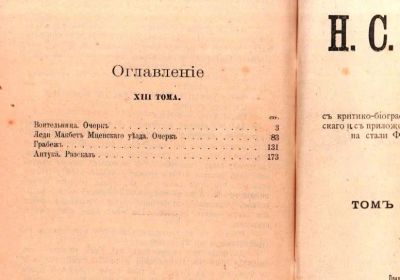 Оглавленіе
XIII ТОМА.
СТР.
Воительница. Очеркъ 3
Леди Макбетъ Мценскаго уѣзда. Очеркъ 83
Грабежъ 131
Антука. Разсказъ 173
Н. С.
съ критико-біограф
скаго и съ приложе
на стали Ф
ТОМЪ